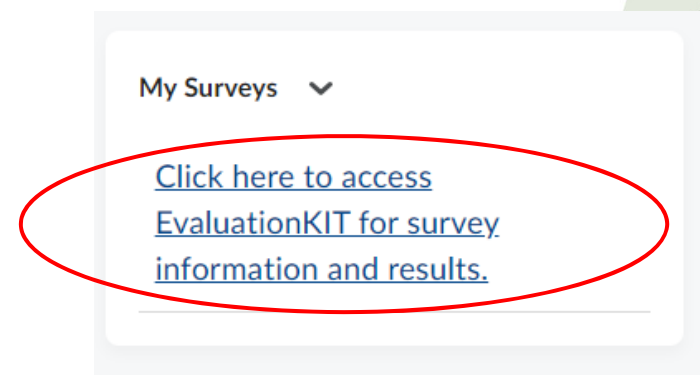 My Surveys
Click here to access
EvaluationKIT for survey
information and results.